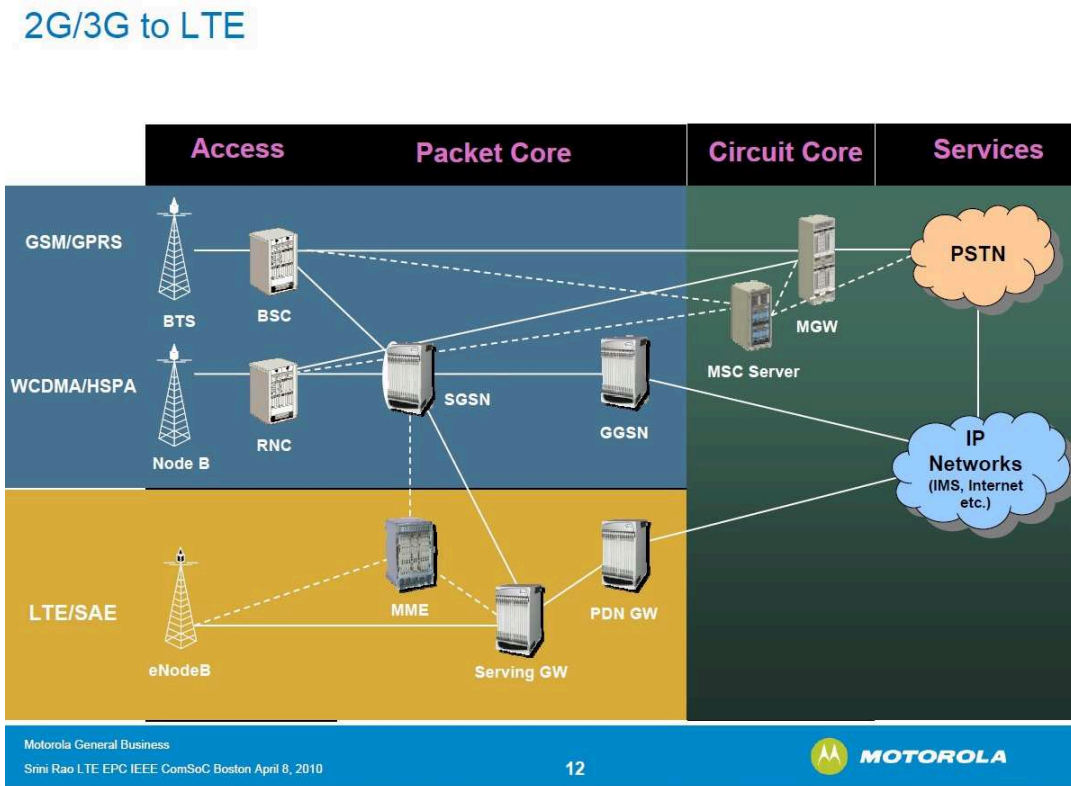 2G/3G to LTE
Access
Packet Core
Circuit Core
Services
GSM/GPRS
BTS
BSC
MGW
PSTN
MSC Server
WCDMA/HSPA
Node B
RNC
SGSN
GGSN
IP
Networks
(IMS, Internet
etc.)
LTE/SAE
eNodeB
MME
Serving GW
PDN GW
Motorola General Business
Srini Rao LTE EPC IEEE ComSoC Boston April 8, 2010
12
MOTOROLA